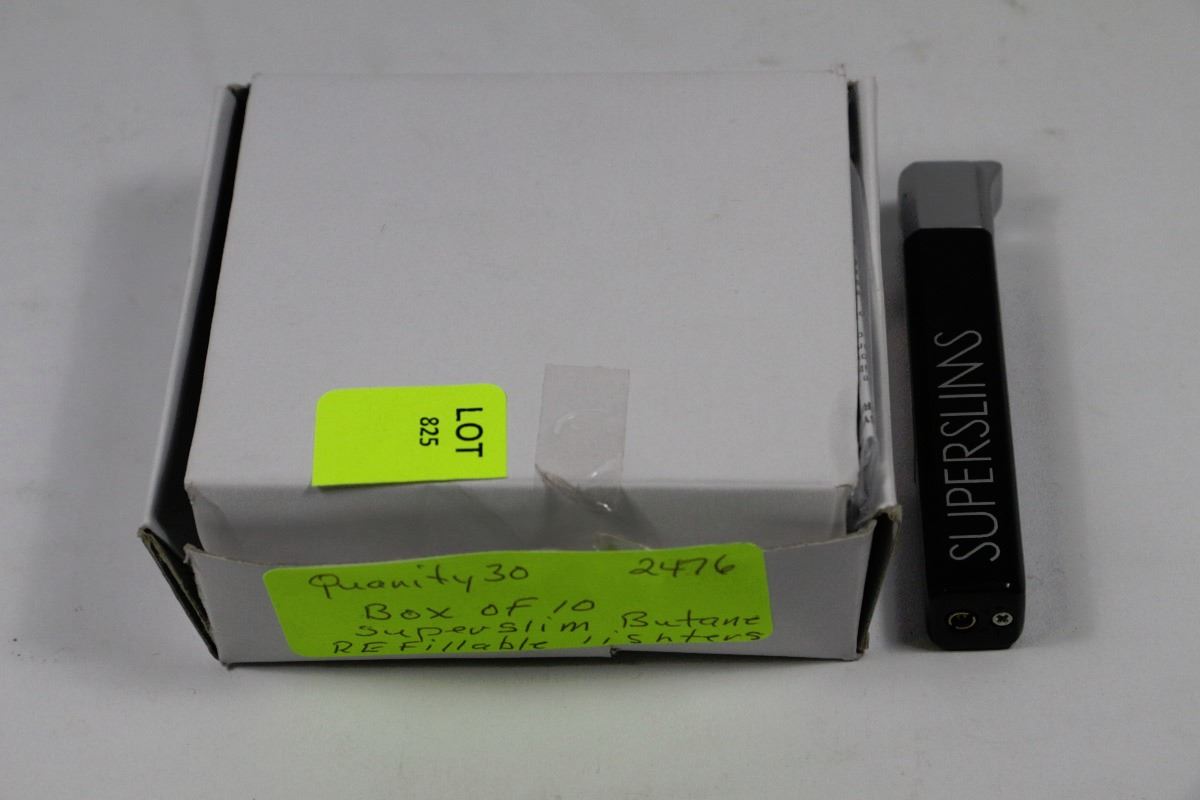 LOT
825
Quanity 30 2476
Box OF 10
superslim Butane
REFillable lighters
SUPERSLIMS